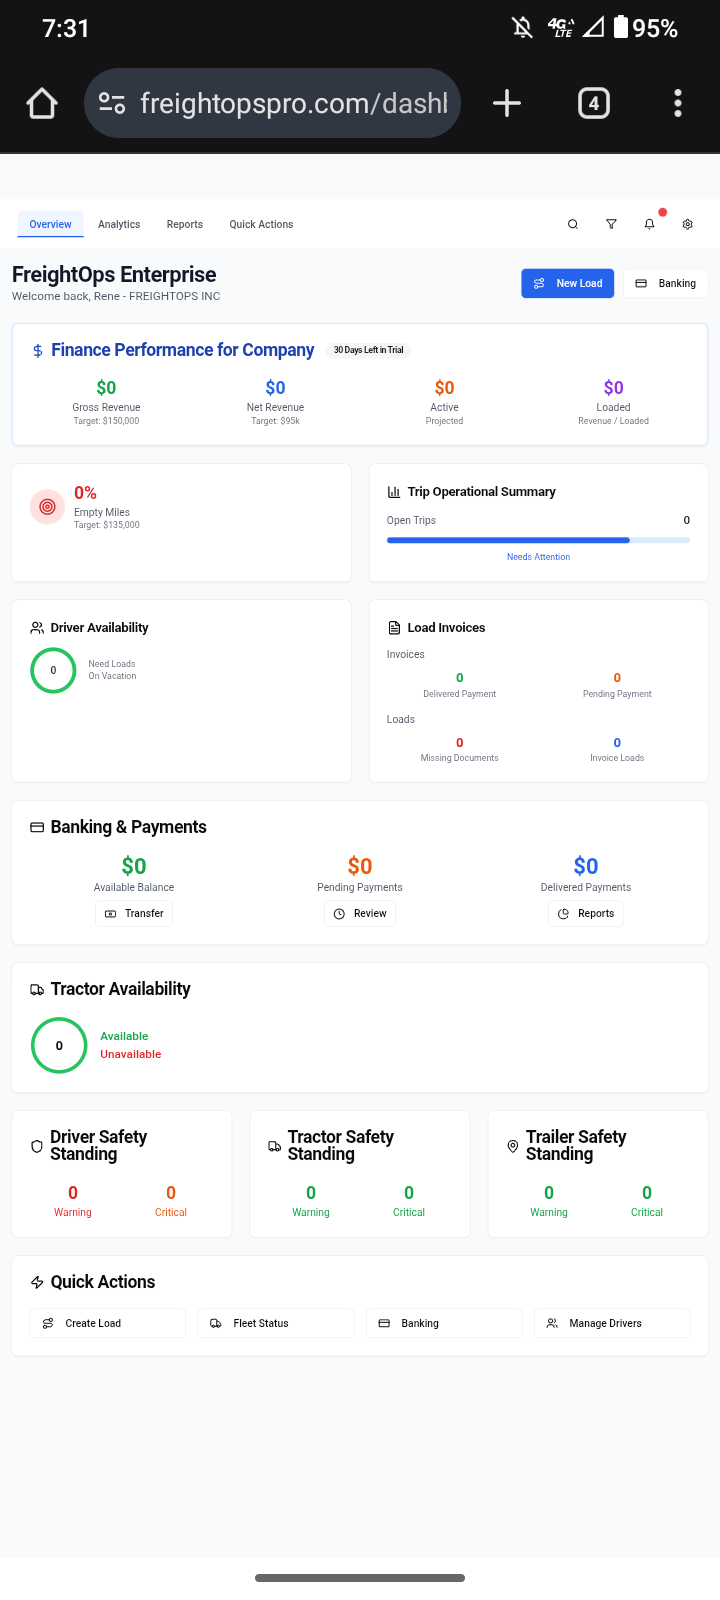 7:31
4G LTE
95%
freightopspro.com/dashb
4
Overview Analytics Reports Quick Actions
FreightOps Enterprise
Welcome back, Rene - FREIGHTOPS INC
New Load Banking
Finance Performance for Company 30 Days Left in Trial
$0 $0 $0 $0
Gross Revenue Net Revenue Active Loaded
Target: $150,000 Target: $95k Projected Revenue / Loaded
0%
Empty Miles
Target: $135,000
Trip Operational Summary
Open Trips 0
Needs Attention
Driver Availability
0
Need Loads
On Vacation
Load Invoices
Invoices
0 0
Delivered Payment Pending Payment
Loads
0 0
Missing Documents Invoice Loads
Banking & Payments
$0 $0 $0
Available Balance Pending Payments Delivered Payments
Transfer Review Reports
Tractor Availability
0
Available
Unavailable
Driver Safety
Standing
0 0
Warning Critical
Tractor Safety
Standing
0 0
Warning Critical
Trailer Safety
Standing
0 0
Warning Critical
Quick Actions
Create Load Fleet Status Banking Manage Drivers